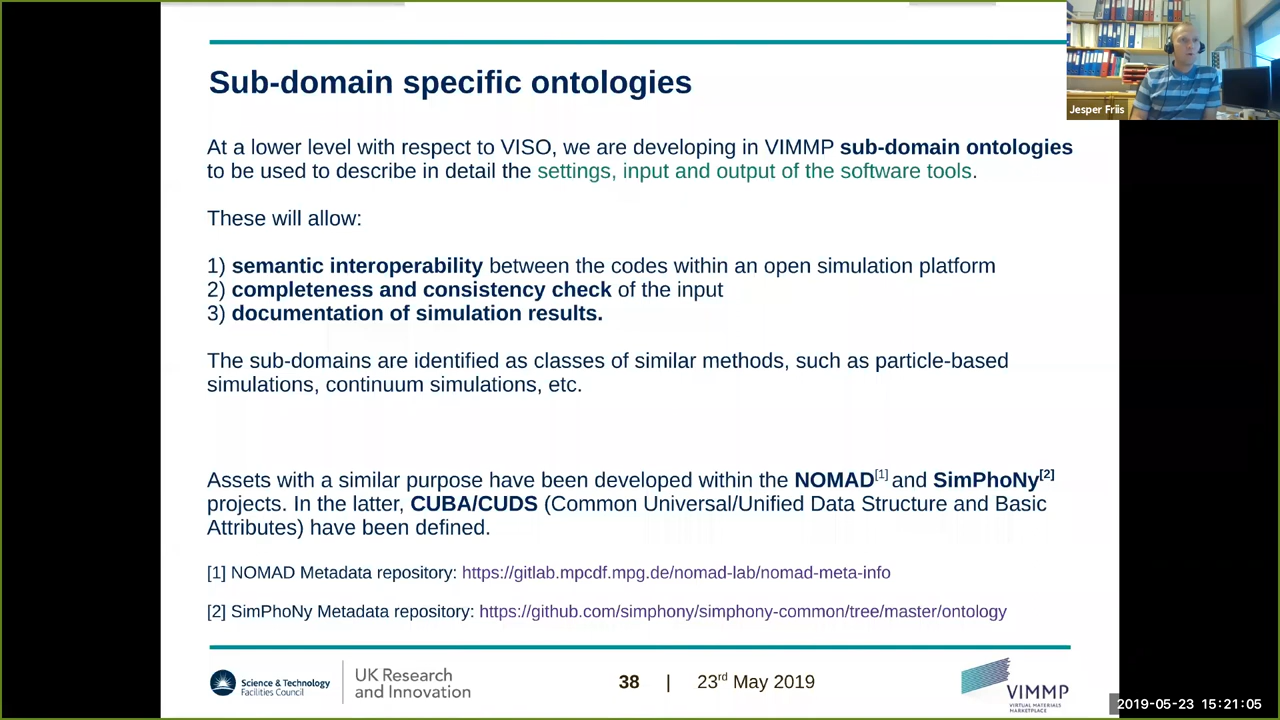 Sub-domain specific ontologies
Jesper Friis
At a lower level with respect to VISO, we are developing in VIMMP sub-domain ontologies
to be used to describe in detail the settings, input and output of the software tools.
These will allow:
1) semantic interoperability between the codes within an open simulation platform
2) completeness and consistency check of the input
3) documentation of simulation results.
The sub-domains are identified as classes of similar methods, such as particle-based
simulations, continuum simulations, etc.
Assets with a similar purpose have been developed within the NOMAD[1] and SimPhoNy[2]
projects. In the latter, CUBA/CUDS (Common Universal/Unified Data Structure and Basic
Attributes) have been defined.
[1] NOMAD Metadata repository: https://gitlab.mpcdf.mpg.de/nomad-lab/nomad-meta-info
[2] SimPhoNy Metadata repository: https://github.com/simphony/simphony-common/tree/master/ontology
Science & Technology
Facilities Council
UK Research
and Innovation
38 | 23rd May 2019
VIMMP
VIRTUAL MATERIALS
MARKETPLACE
2019-05-23 15:21:05